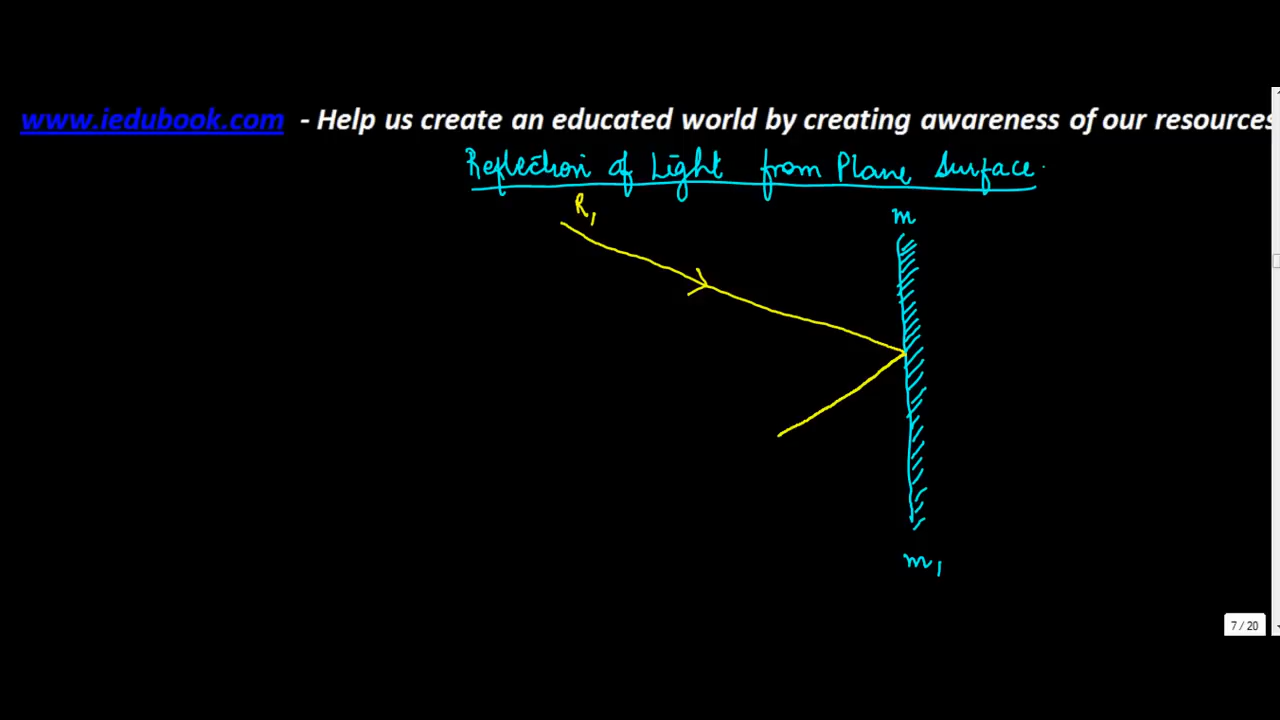 www.iedubook.com - Help us create an educated world by creating awareness of our resources
Reflection of Light from Plane Surface.
R1
m
m1
7 / 20